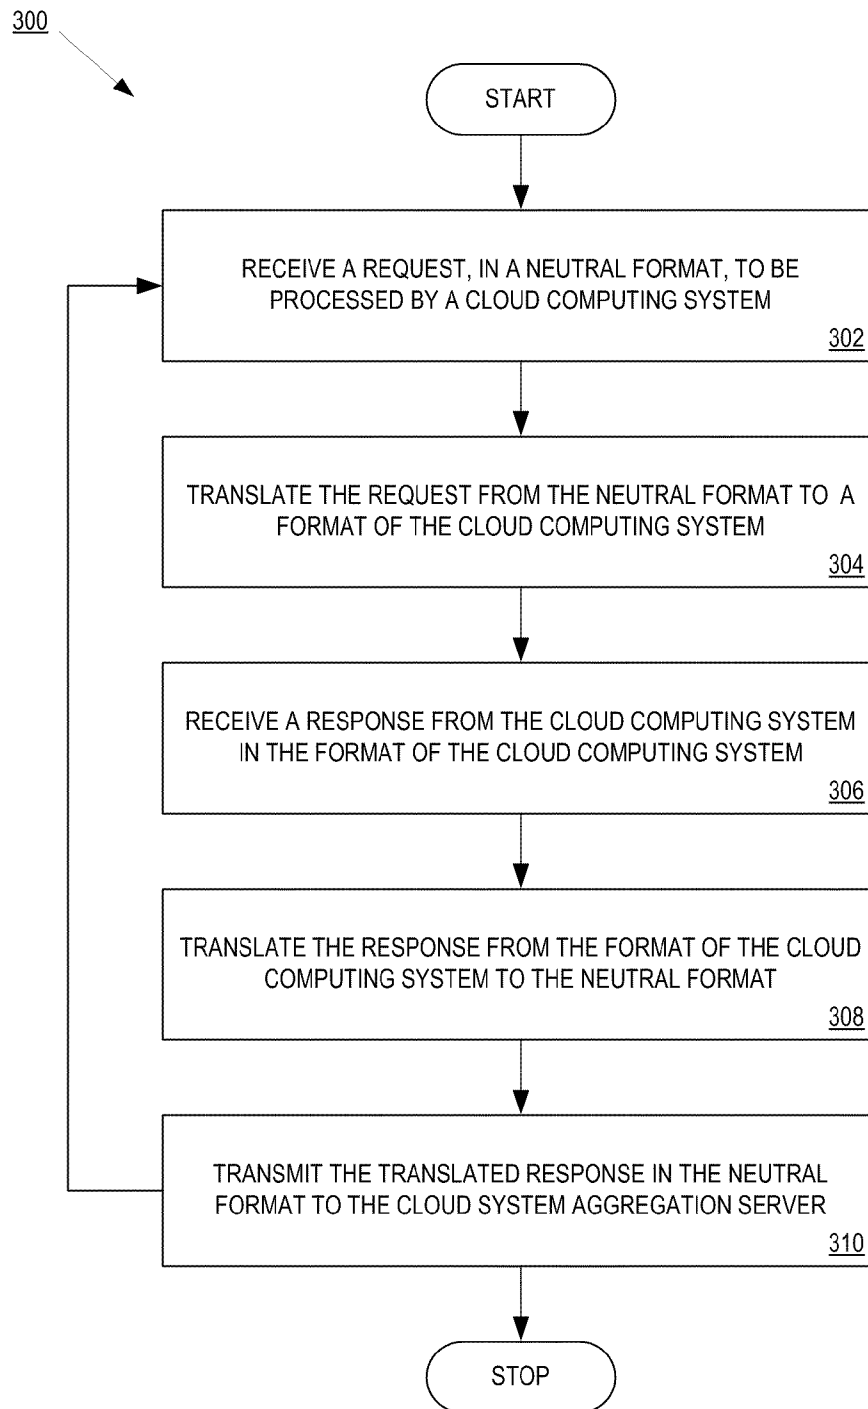 300
START
RECEIVE A REQUEST, IN A NEUTRAL FORMAT, TO BE
PROCESSED BY A CLOUD COMPUTING SYSTEM
302
TRANSLATE THE REQUEST FROM THE NEUTRAL FORMAT TO A
FORMAT OF THE CLOUD COMPUTING SYSTEM
304
RECEIVE A RESPONSE FROM THE CLOUD COMPUTING SYSTEM
IN THE FORMAT OF THE CLOUD COMPUTING SYSTEM
306
TRANSLATE THE RESPONSE FROM THE FORMAT OF THE CLOUD
COMPUTING SYSTEM TO THE NEUTRAL FORMAT
308
TRANSMIT THE TRANSLATED RESPONSE IN THE NEUTRAL
FORMAT TO THE CLOUD SYSTEM AGGREGATION SERVER
310
STOP